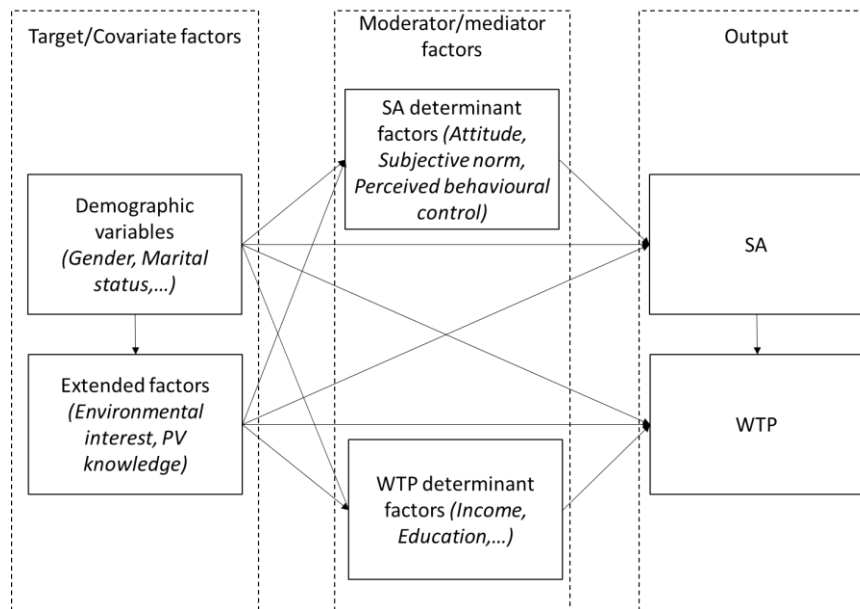 Target/Covariate factors
Demographic
variables
(Gender, Marital
status,…)
Extended factors
(Environmental
interest, PV
knowledge)
Moderator/mediator
factors
SA determinant
factors (Attitude,
Subjective norm,
Perceived behavioural
control)
WTP determinant
factors (Income,
Education,…)
Output
SA
WTP